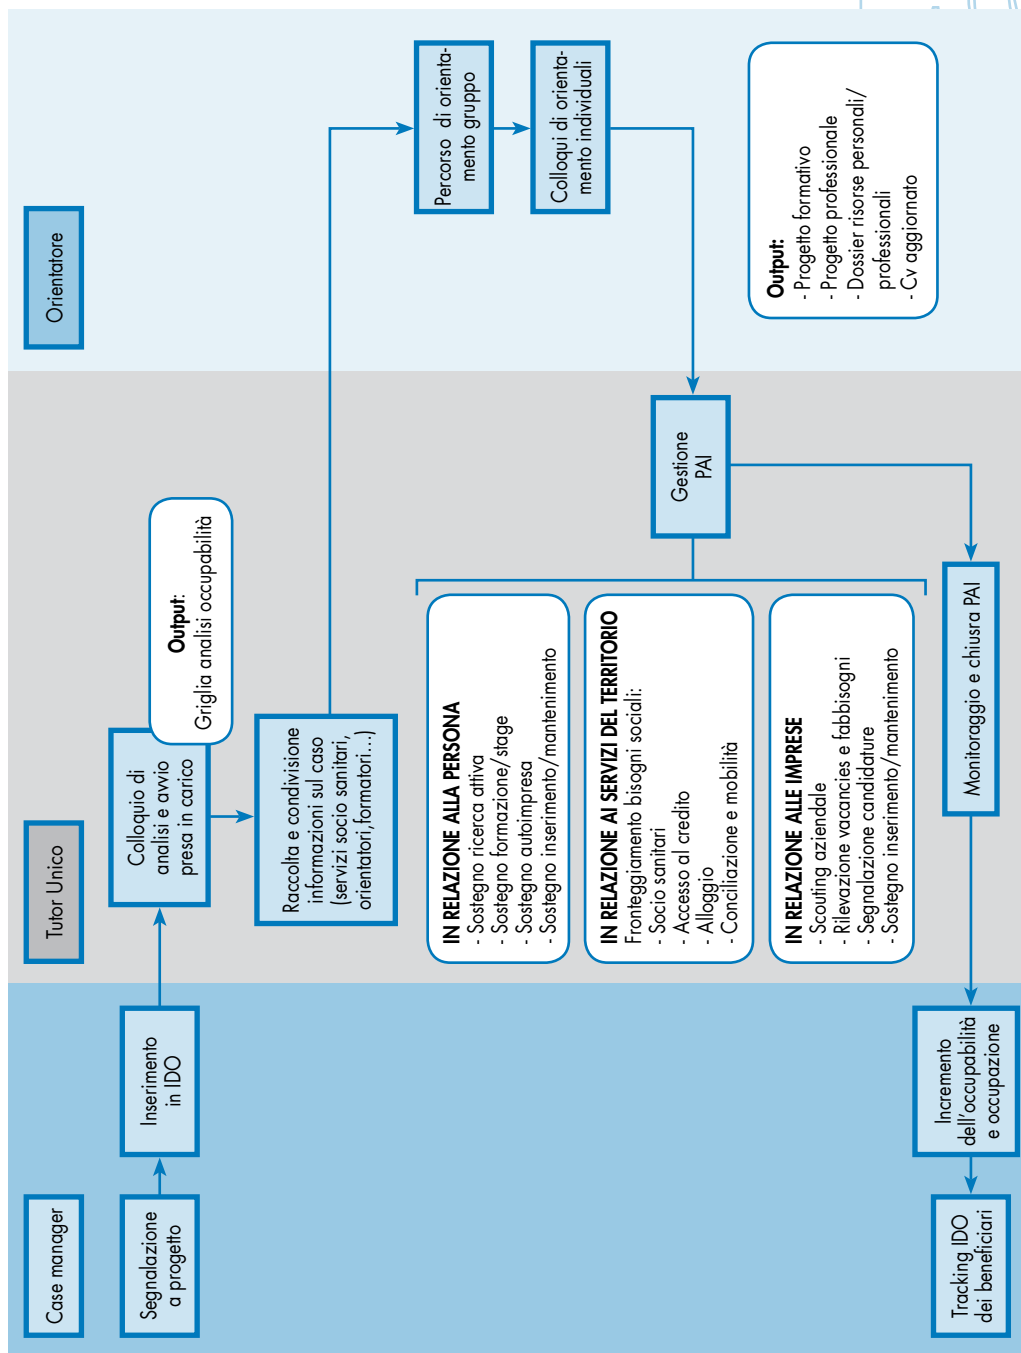 Case manager
Segnalazione
a progetto
Inserimento
in IDO
Tutor Unico
Colloquio di
analisi e avvio
presa in carico
Output:
Griglia analisi occupabilità
Raccolta e condivisione
informazioni sul caso
(servizi socio sanitari,
orientatori,formatori...)
Orientatore
Percorso di orienta-
mento gruppo
Colloqui di orienta-
mento individuali
Output:
- Progetto formativo
- Progetto professionale
- Dossier risorse personali/
professionali
- Cv aggiornato
Gestione
PAI
IN RELAZIONE ALLA PERSONA
- Sostegno ricerca attiva
- Sostegno formazione/stage
- Sostegno autoimpresa
- Sostegno inserimento/mantenimento
IN RELAZIONE AI SERVIZI DEL TERRITORIO
Fronteggiamento bisogni sociali:
- Socio sanitari
- Accesso al credito
- Alloggio
- Conciliazione e mobilità
IN RELAZIONE ALLE IMPRESE
- Scouting aziendale
- Rilevazione vacancies e fabbisogni
- Segnalazione candidature
- Sostegno inserimento/mantenimento
Monitoraggio e chiusra PAI
Incremento
dell'occupabilità
e occupazione
Tracking IDO
dei beneficiari